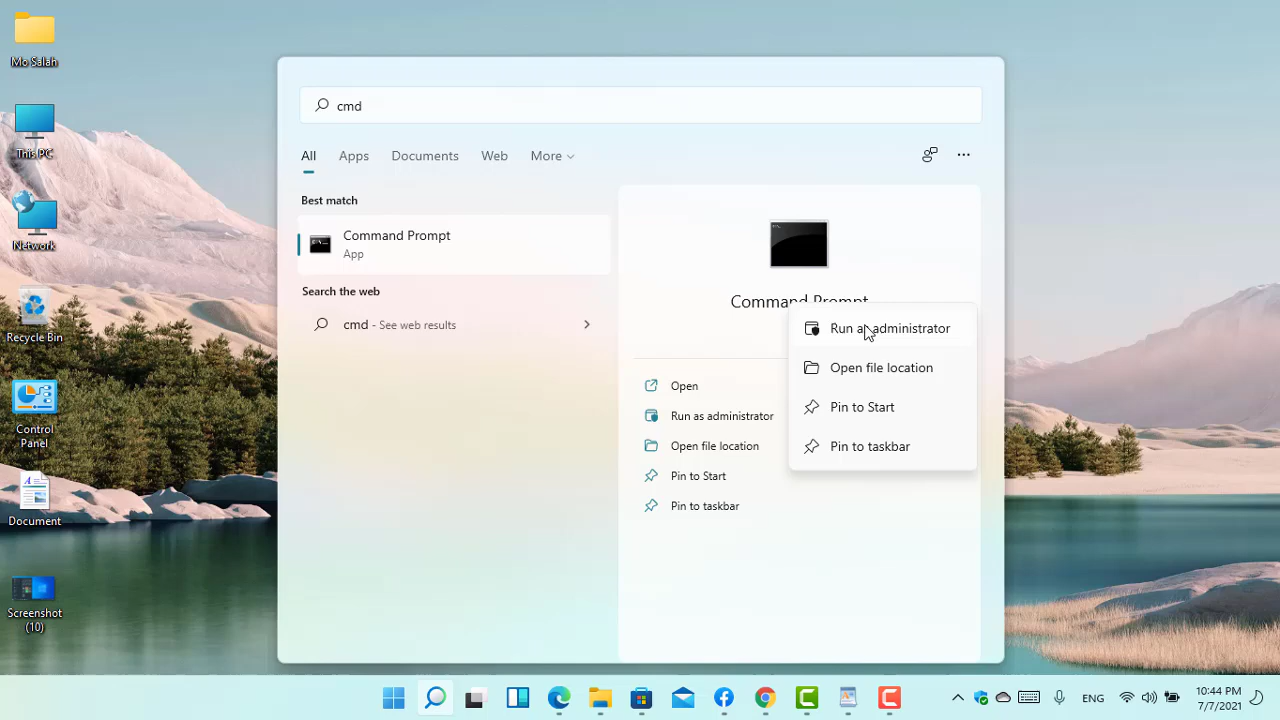 Mo Salah
This PC
Network
Recycle Bin
Control
Panel
Document
Screenshot
(10)
cmd
All
Apps
Documents
Web
More
Best match
Command Prompt
App
Search the web
cmd - See web results
Command Prompt
Run as administrator
Open file location
Pin to Start
Pin to taskbar
Open
Run as administrator
Open file location
Pin to Start
Pin to taskbar
ENG
10:44 PM
7/7/2021